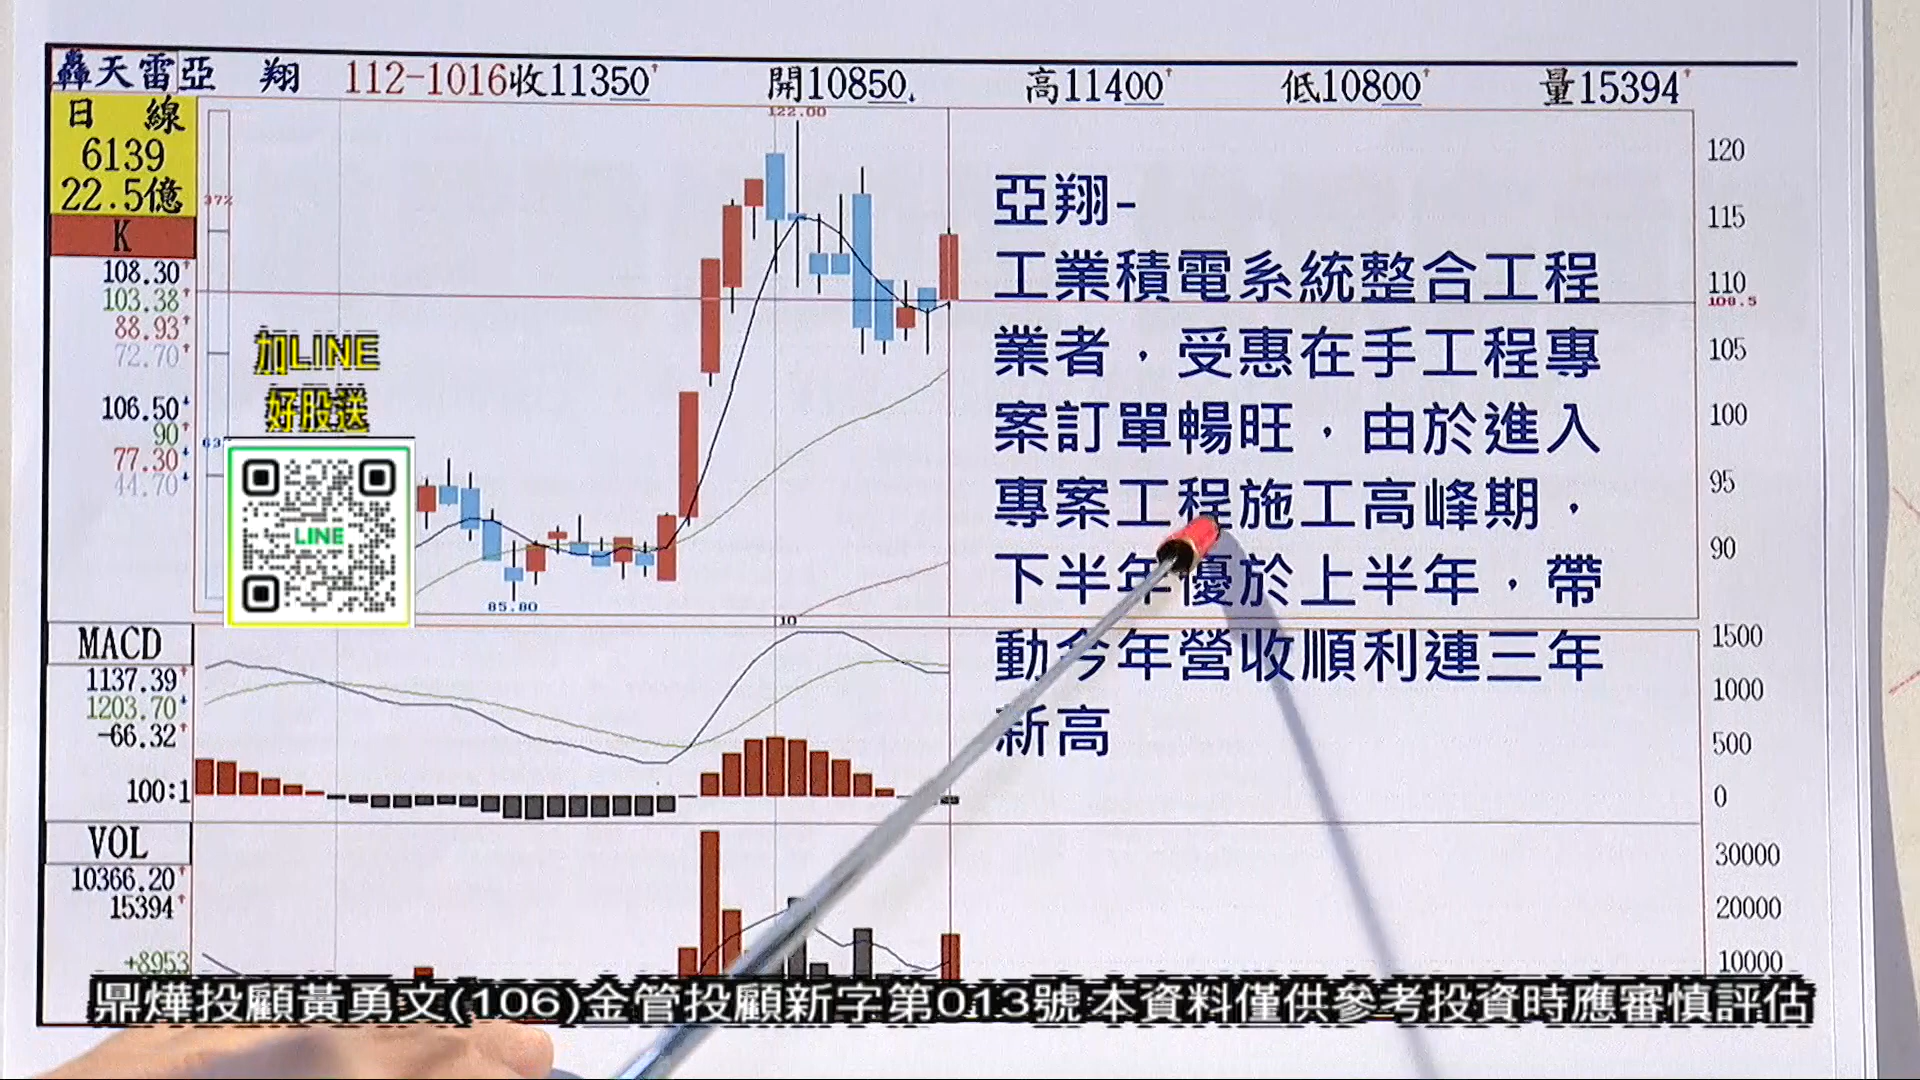 轟天雷亞 翔 112-1016收11350↑ 開10850↓ 高11400↑ 低10800↑ 量15394↑
日 線
6139
22.5億
K
108.30↑
103.38↑
88.93↑
72.70↑
106.50↓
90↑
77.30↓
44.70↓
37%
122.00
85.80
120
115
110
108.5
105
100
95
90
加LINE
好股送
LINE
亞翔-
工業積電系統整合工程
業者，受惠在手工程專
案訂單暢旺，由於進入
專案工程施工高峰期，
下半年優於上半年，帶
動今年營收順利連三年
新高
10
MACD
1137.39↑
1203.70↓
-66.32↑
100:1
1500
1000
500
0
VOL
10366.20↑
15394↑
+8953
30000
20000
10000
鼎燁投顧黃勇文(106)金管投顧新字第013號 本資料僅供參考投資時應審慎評估